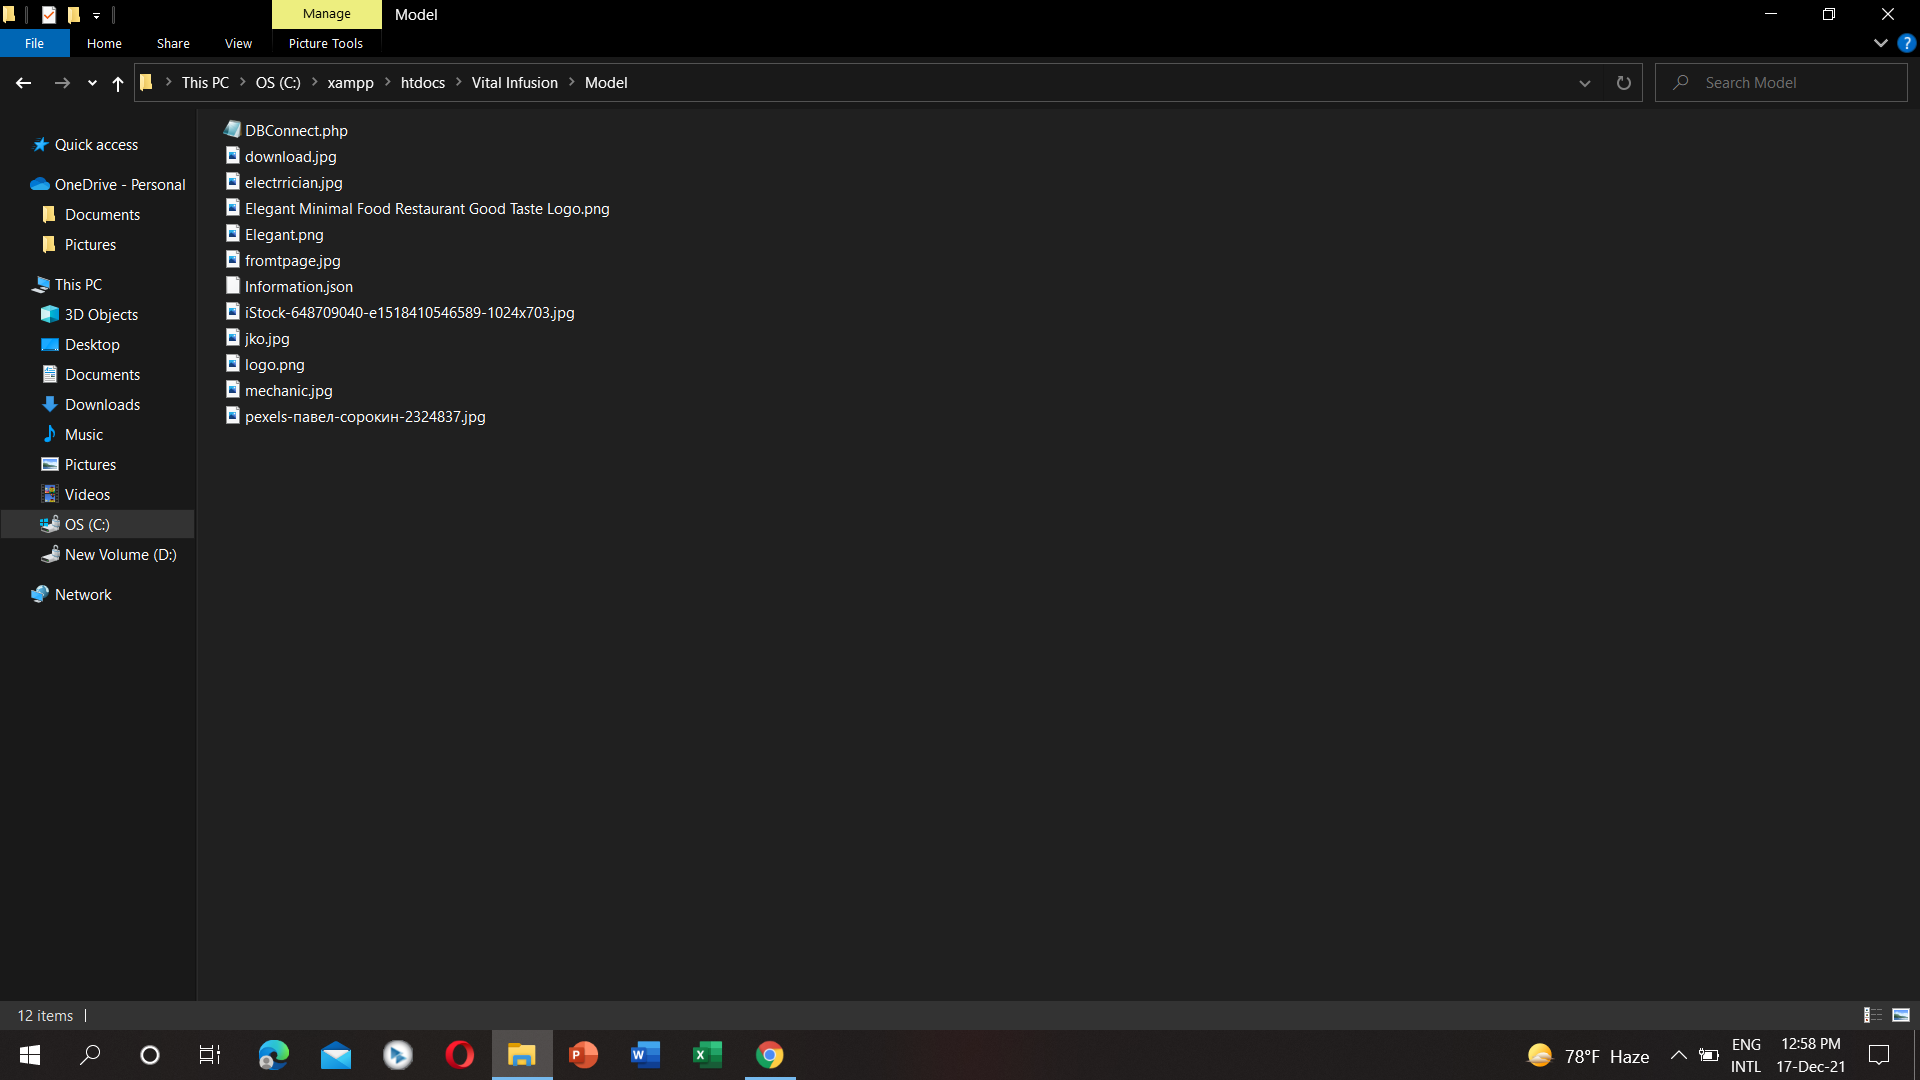 Manage
Model
File
Home
Share
View
Picture Tools
This PC
OS (C:)
xampp
htdocs
Vital Infusion
Model
Search Model
Quick access
OneDrive - Personal
Documents
Pictures
This PC
3D Objects
Desktop
Documents
Downloads
Music
Pictures
Videos
OS (C:)
New Volume (D:)
Network
DBConnect.php
download.jpg
electrrician.jpg
Elegant Minimal Food Restaurant Good Taste Logo.png
Elegant.png
fromtpage.jpg
Information.json
iStock-648709040-e1518410546589-1024x703.jpg
jko.jpg
logo.png
mechanic.jpg
pexels-павел-сорокин-2324837.jpg
12 items
78°F Haze
ENG
INTL
12:58 PM
17-Dec-21